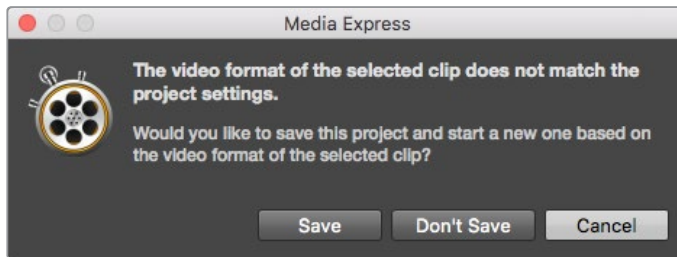 Media Express
The video format of the selected clip does not match the
project settings.
Would you like to save this project and start a new one based on
the video format of the selected clip?
Save Don't Save Cancel